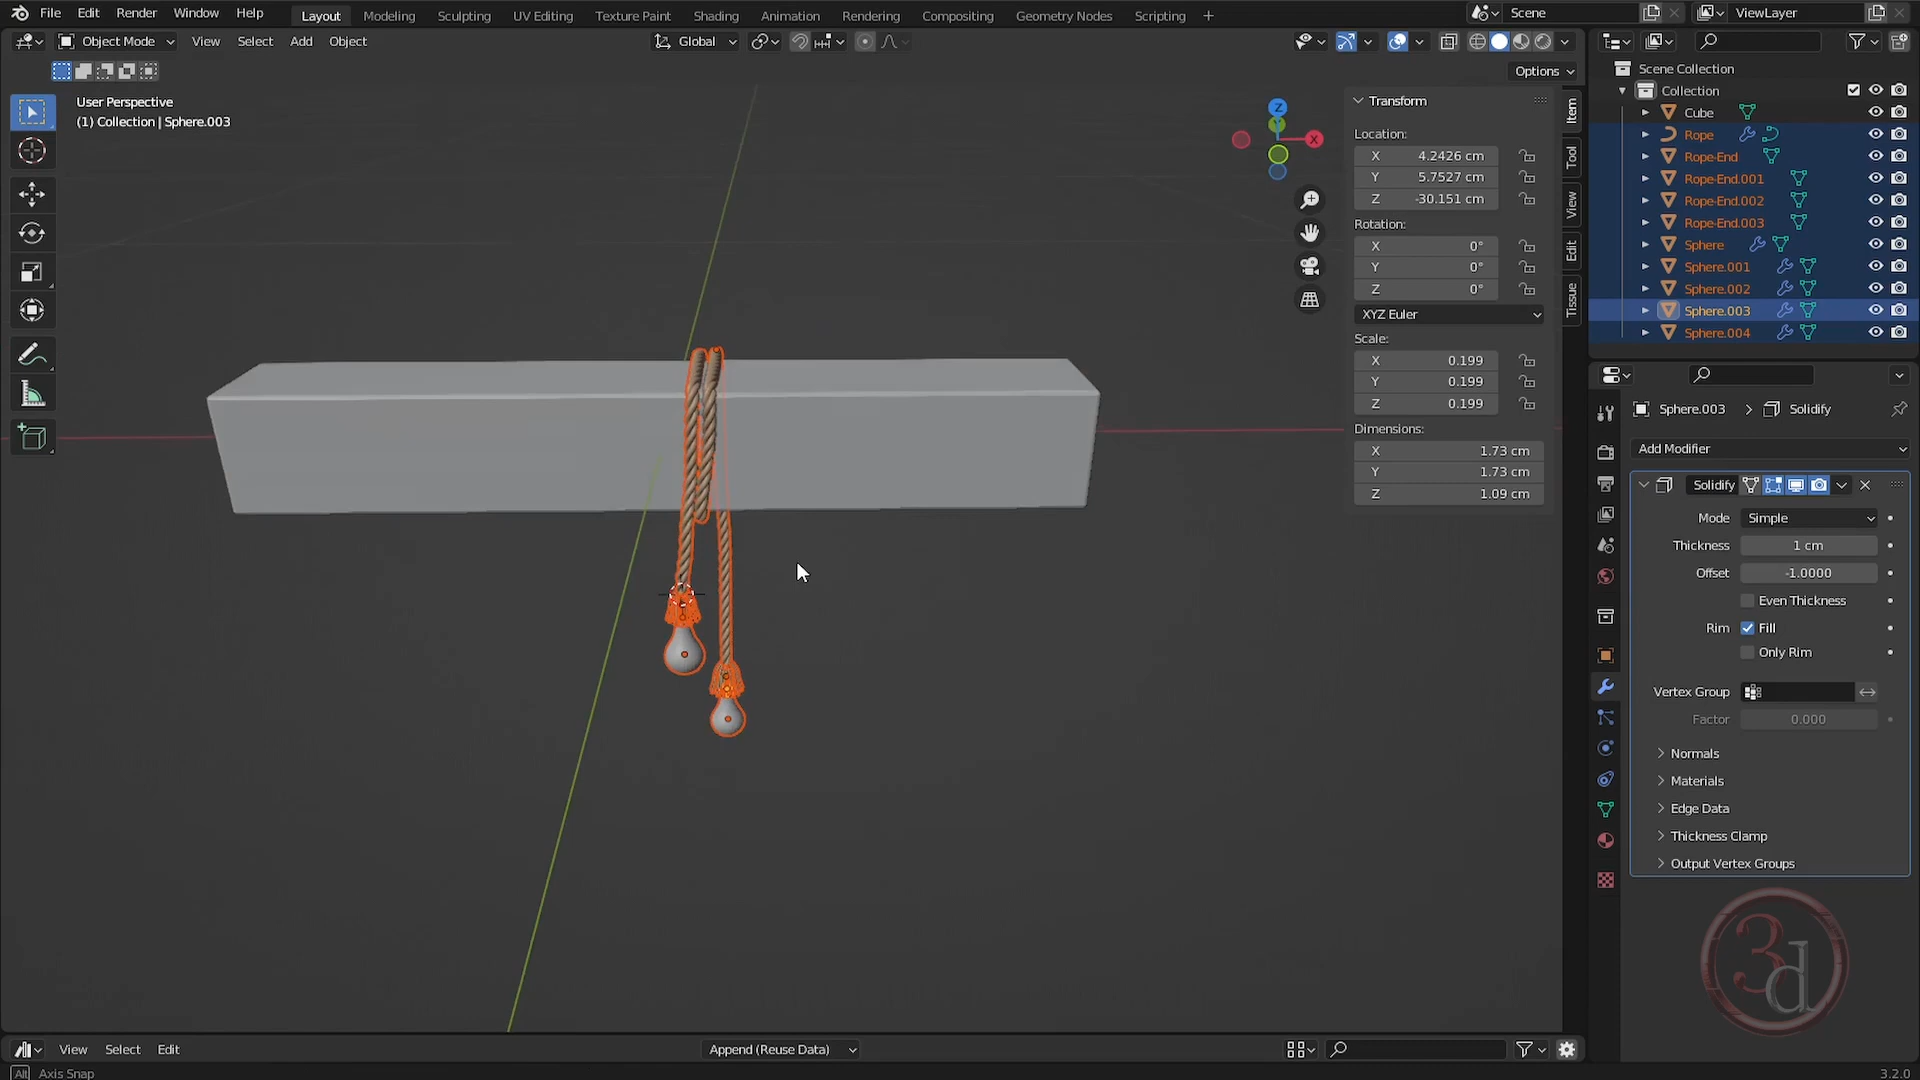 File Edit Render Window Help
Layout Modeling Sculpting UV Editing Texture Paint Shading Animation Rendering Compositing Geometry Nodes Scripting +
Scene
ViewLayer
Object Mode View Select Add Object
Global
Options
User Perspective
(1) Collection | Sphere.003
Z
Y
X
Transform
Location:
X 4.2426 cm
Y 5.7527 cm
Z -30.151 cm
Rotation:
X 0°
Y 0°
Z 0°
XYZ Euler
Scale:
X 0.199
Y 0.199
Z 0.199
Dimensions:
X 1.73 cm
Y 1.73 cm
Z 1.09 cm
Item
Tool
View
Edit
Tissue
Scene Collection
Collection
Cube
Rope
Rope-End
Rope-End.001
Rope-End.002
Rope-End.003
Sphere
Sphere.001
Sphere.002
Sphere.003
Sphere.004
Sphere.003 > Solidify
Add Modifier
Solidify
Mode Simple
Thickness 1 cm
Offset -1.0000
Even Thickness
Rim Fill
Only Rim
Vertex Group
Factor 0.000
Normals
Materials
Edge Data
Thickness Clamp
Output Vertex Groups
3d
View Select Edit
Append (Reuse Data)
Alt Axis Snap
3.2.0